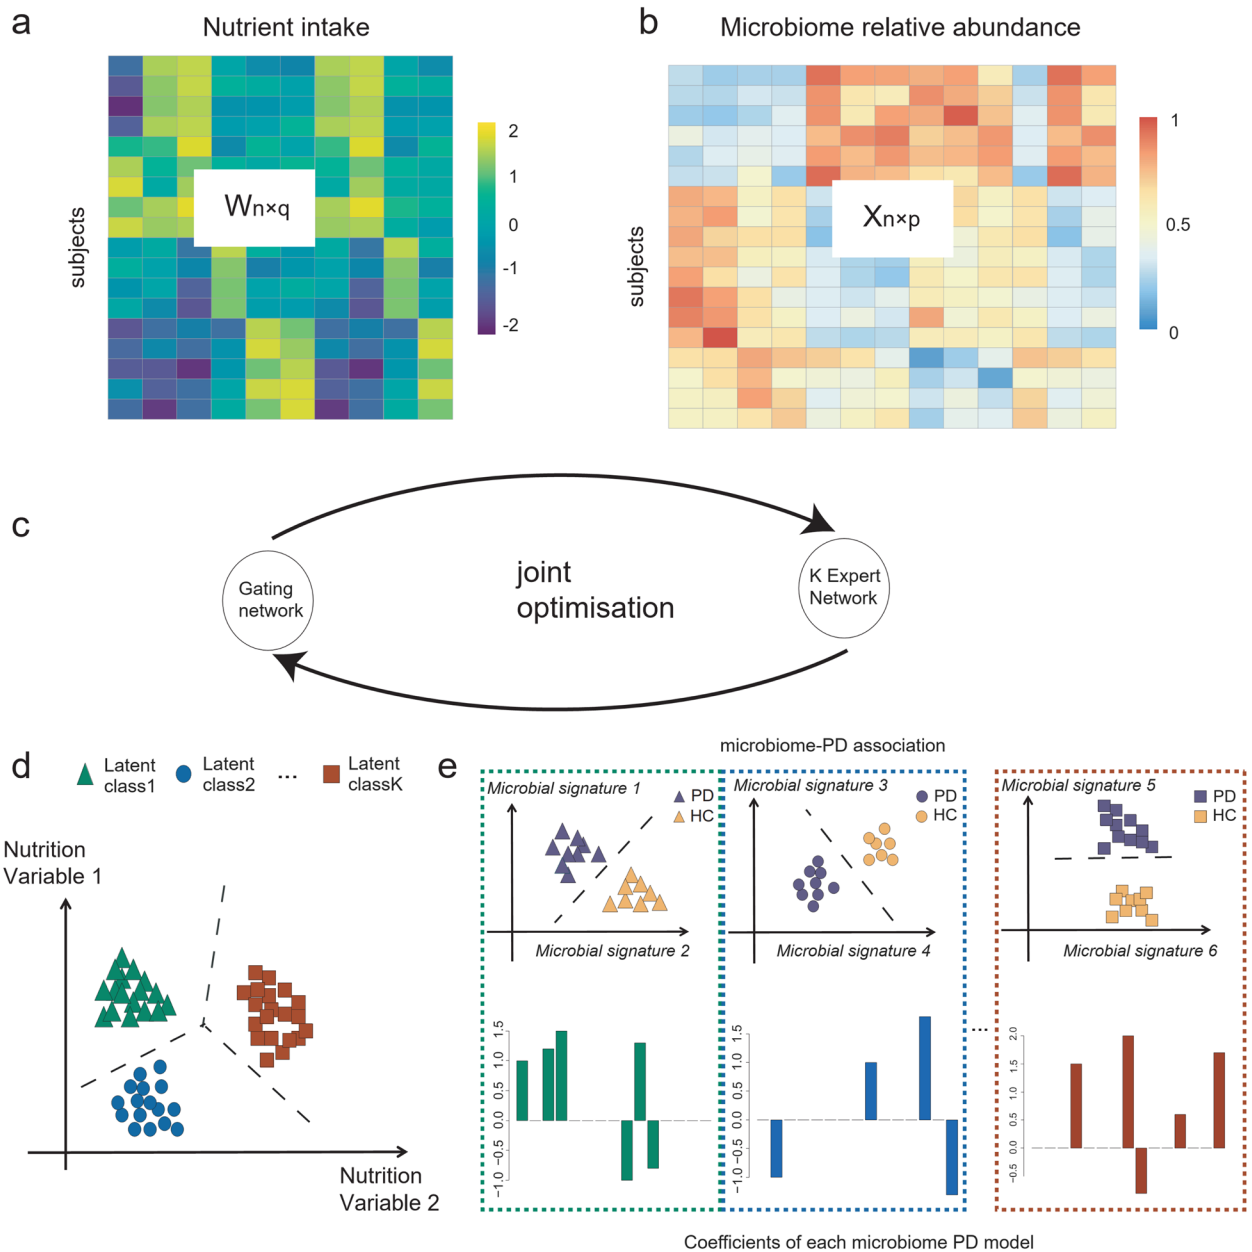 a
Nutrient intake
subjects
Wn×q
2
1
0
-1
-2
b
Microbiome relative abundance
subjects
Xn×p
1
0.5
0
c
Gating
network
joint
optimisation
K Expert
Network
d
Latent
class1
Latent
class2
...
Latent
classK
Nutrition
Variable 1
Nutrition
Variable 2
e
microbiome-PD association
Microbial signature 1
PD
HC
Microbial signature 2
Microbial signature 3
PD
HC
Microbial signature 4
Microbial signature 5
PD
HC
Microbial signature 6
1.5
1.0
0.5
0.0
−0.5
−1.0
1.5
1.0
0.5
0.0
−0.5
−1.0
...
2.0
1.5
1.0
0.5
0.0
−0.5
Coefficients of each microbiome PD model